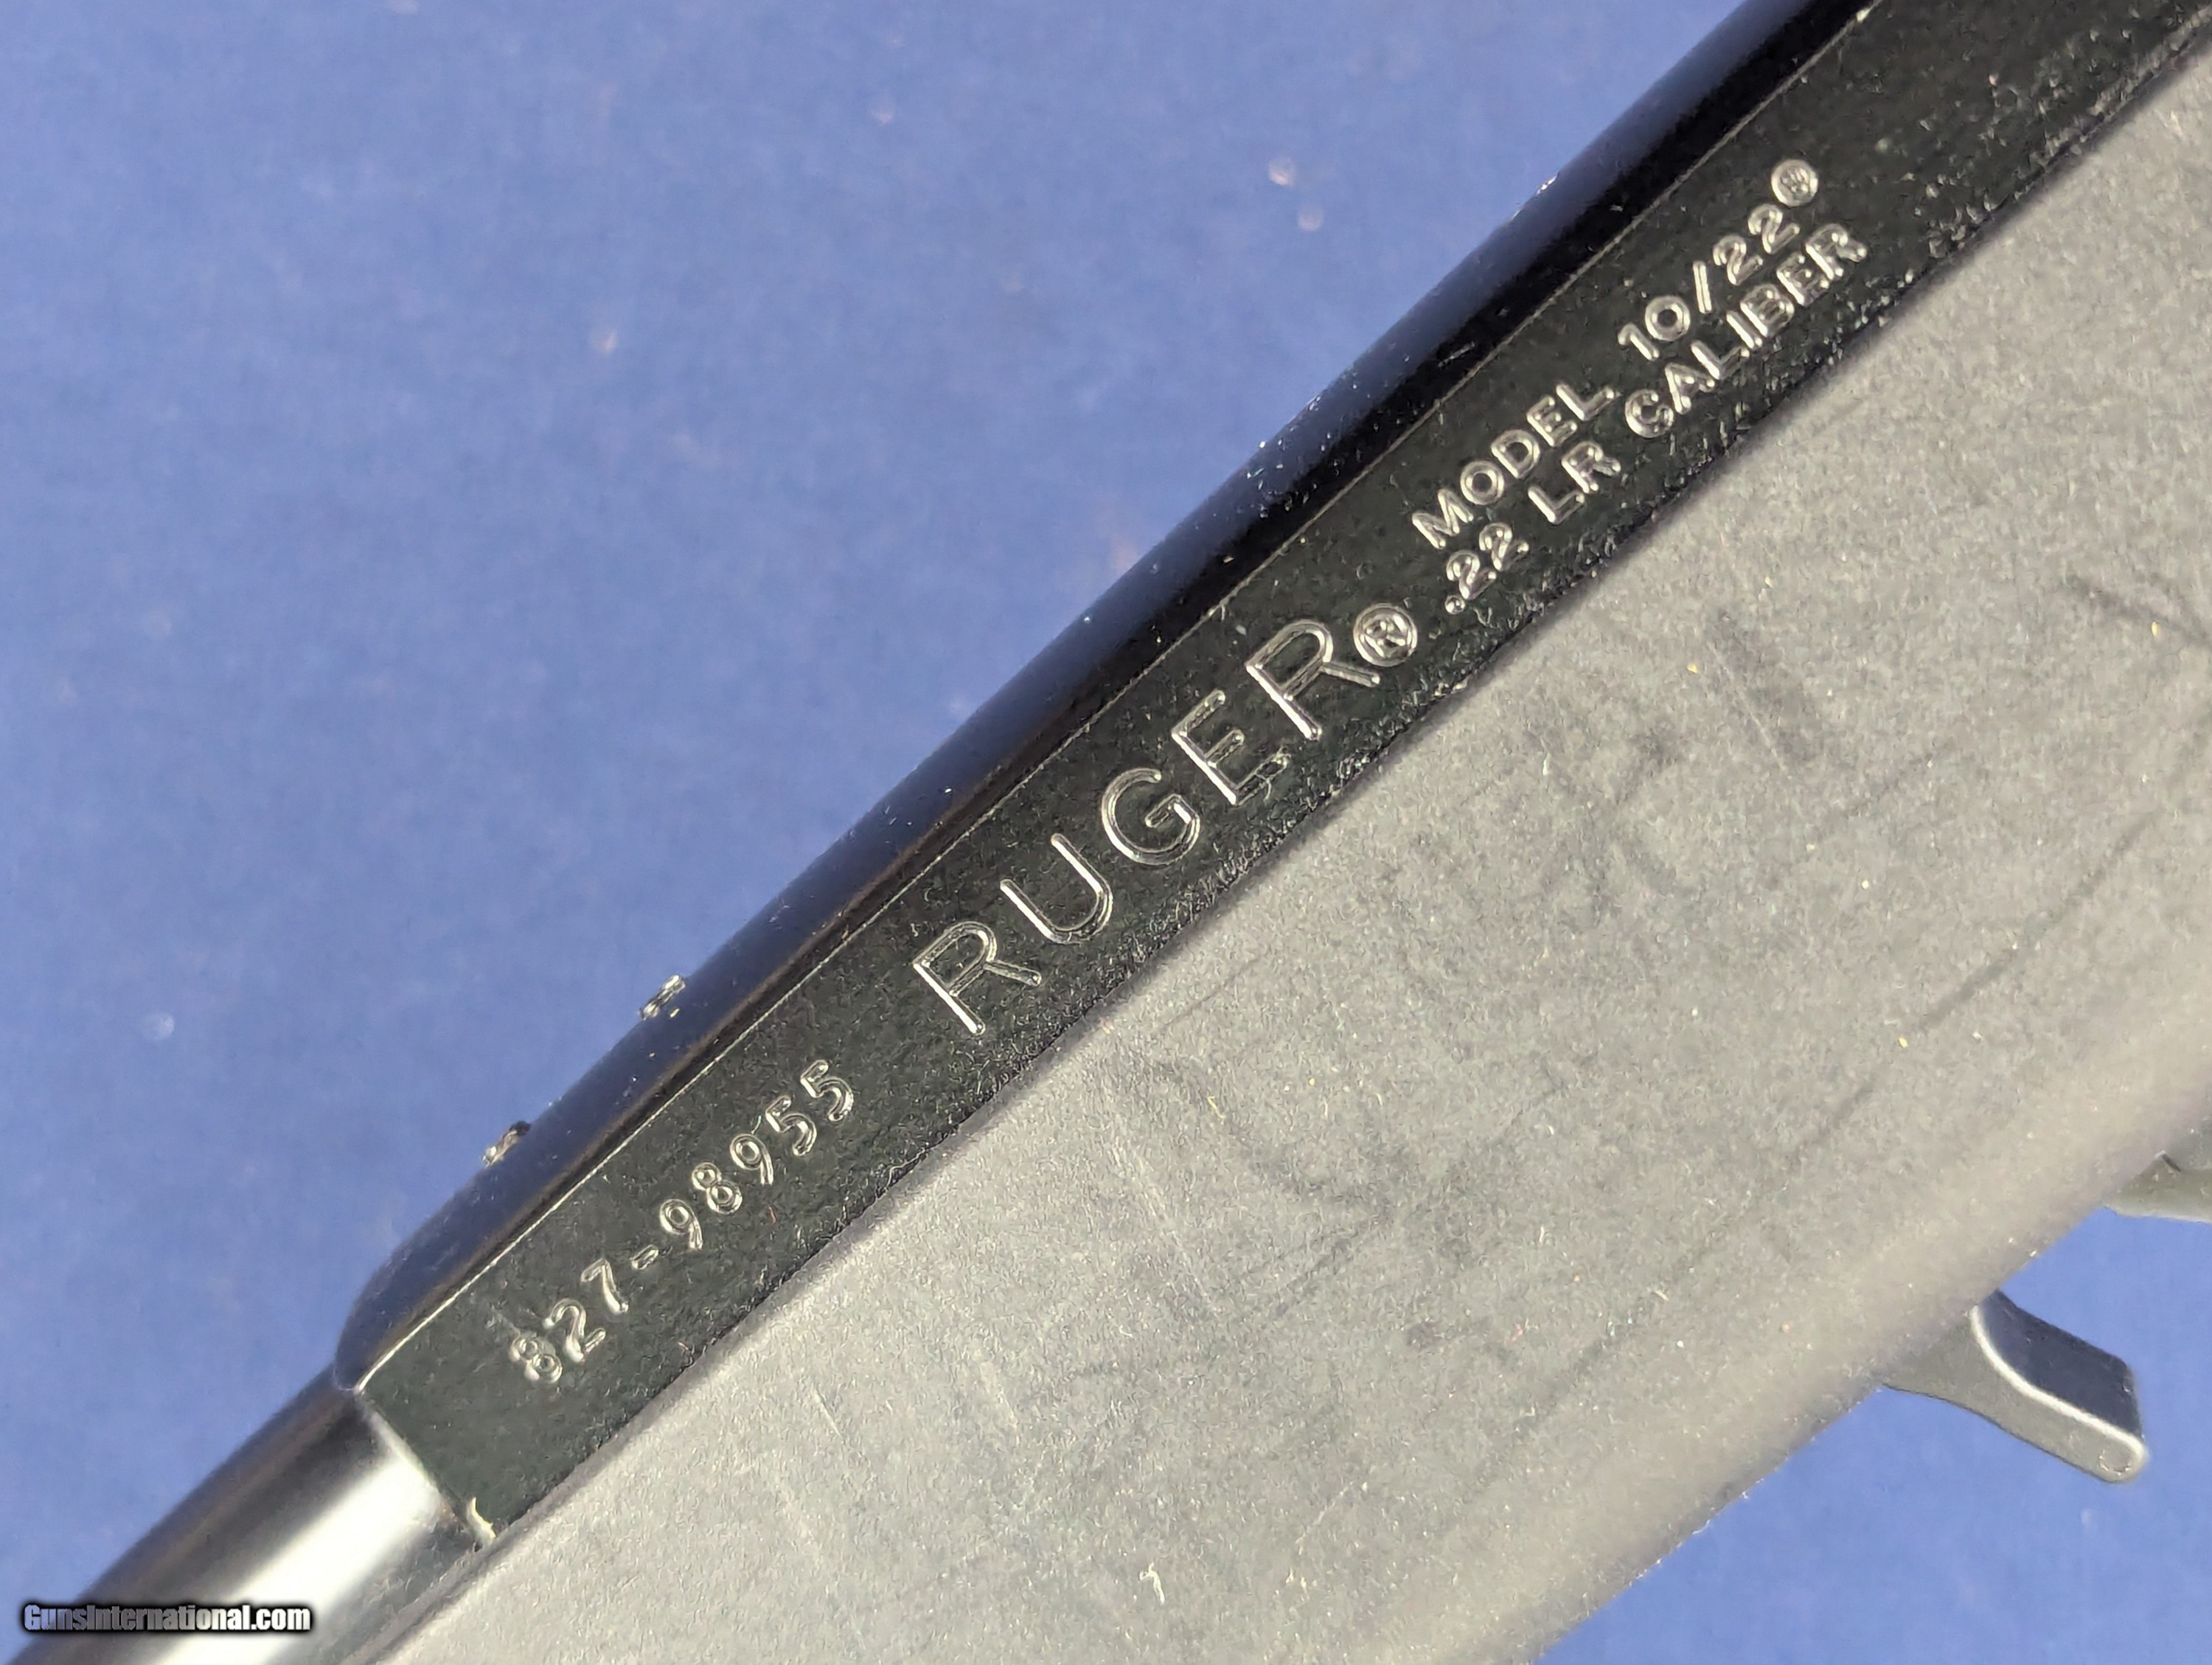 827-98955 RUGER®
MODEL 10/22®
.22 LR CALIBER
GunsInternational.com